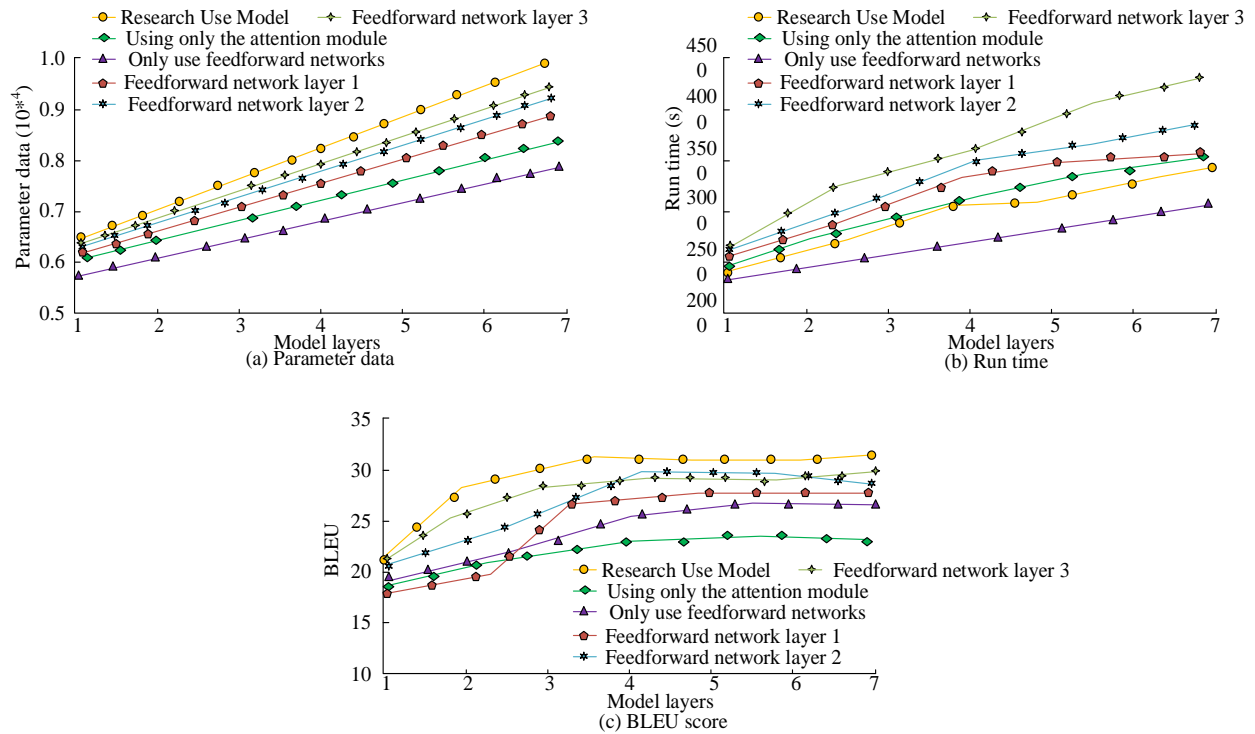 Research Use Model
Feedforward network layer 3
Using only the attention module
Only use feedforward networks
Feedforward network layer 1
Feedforward network layer 2
Parameter data (10*4)
1.0
0.9
0.8
0.7
0.6
0.5
1 2 3 4 5 6 7
Model layers
(a) Parameter data
Research Use Model
Feedforward network layer 3
Using only the attention module
Only use feedforward networks
Feedforward network layer 1
Feedforward network layer 2
Run time (s)
450
0
400
0
350
0
300
0
250
0
200
0
1 2 3 4 5 6 7
Model layers
(b) Run time
BLEU
35
30
25
20
15
10
Research Use Model
Feedforward network layer 3
Using only the attention module
Only use feedforward networks
Feedforward network layer 1
Feedforward network layer 2
1 2 3 4 5 6 7
Model layers
(c) BLEU score